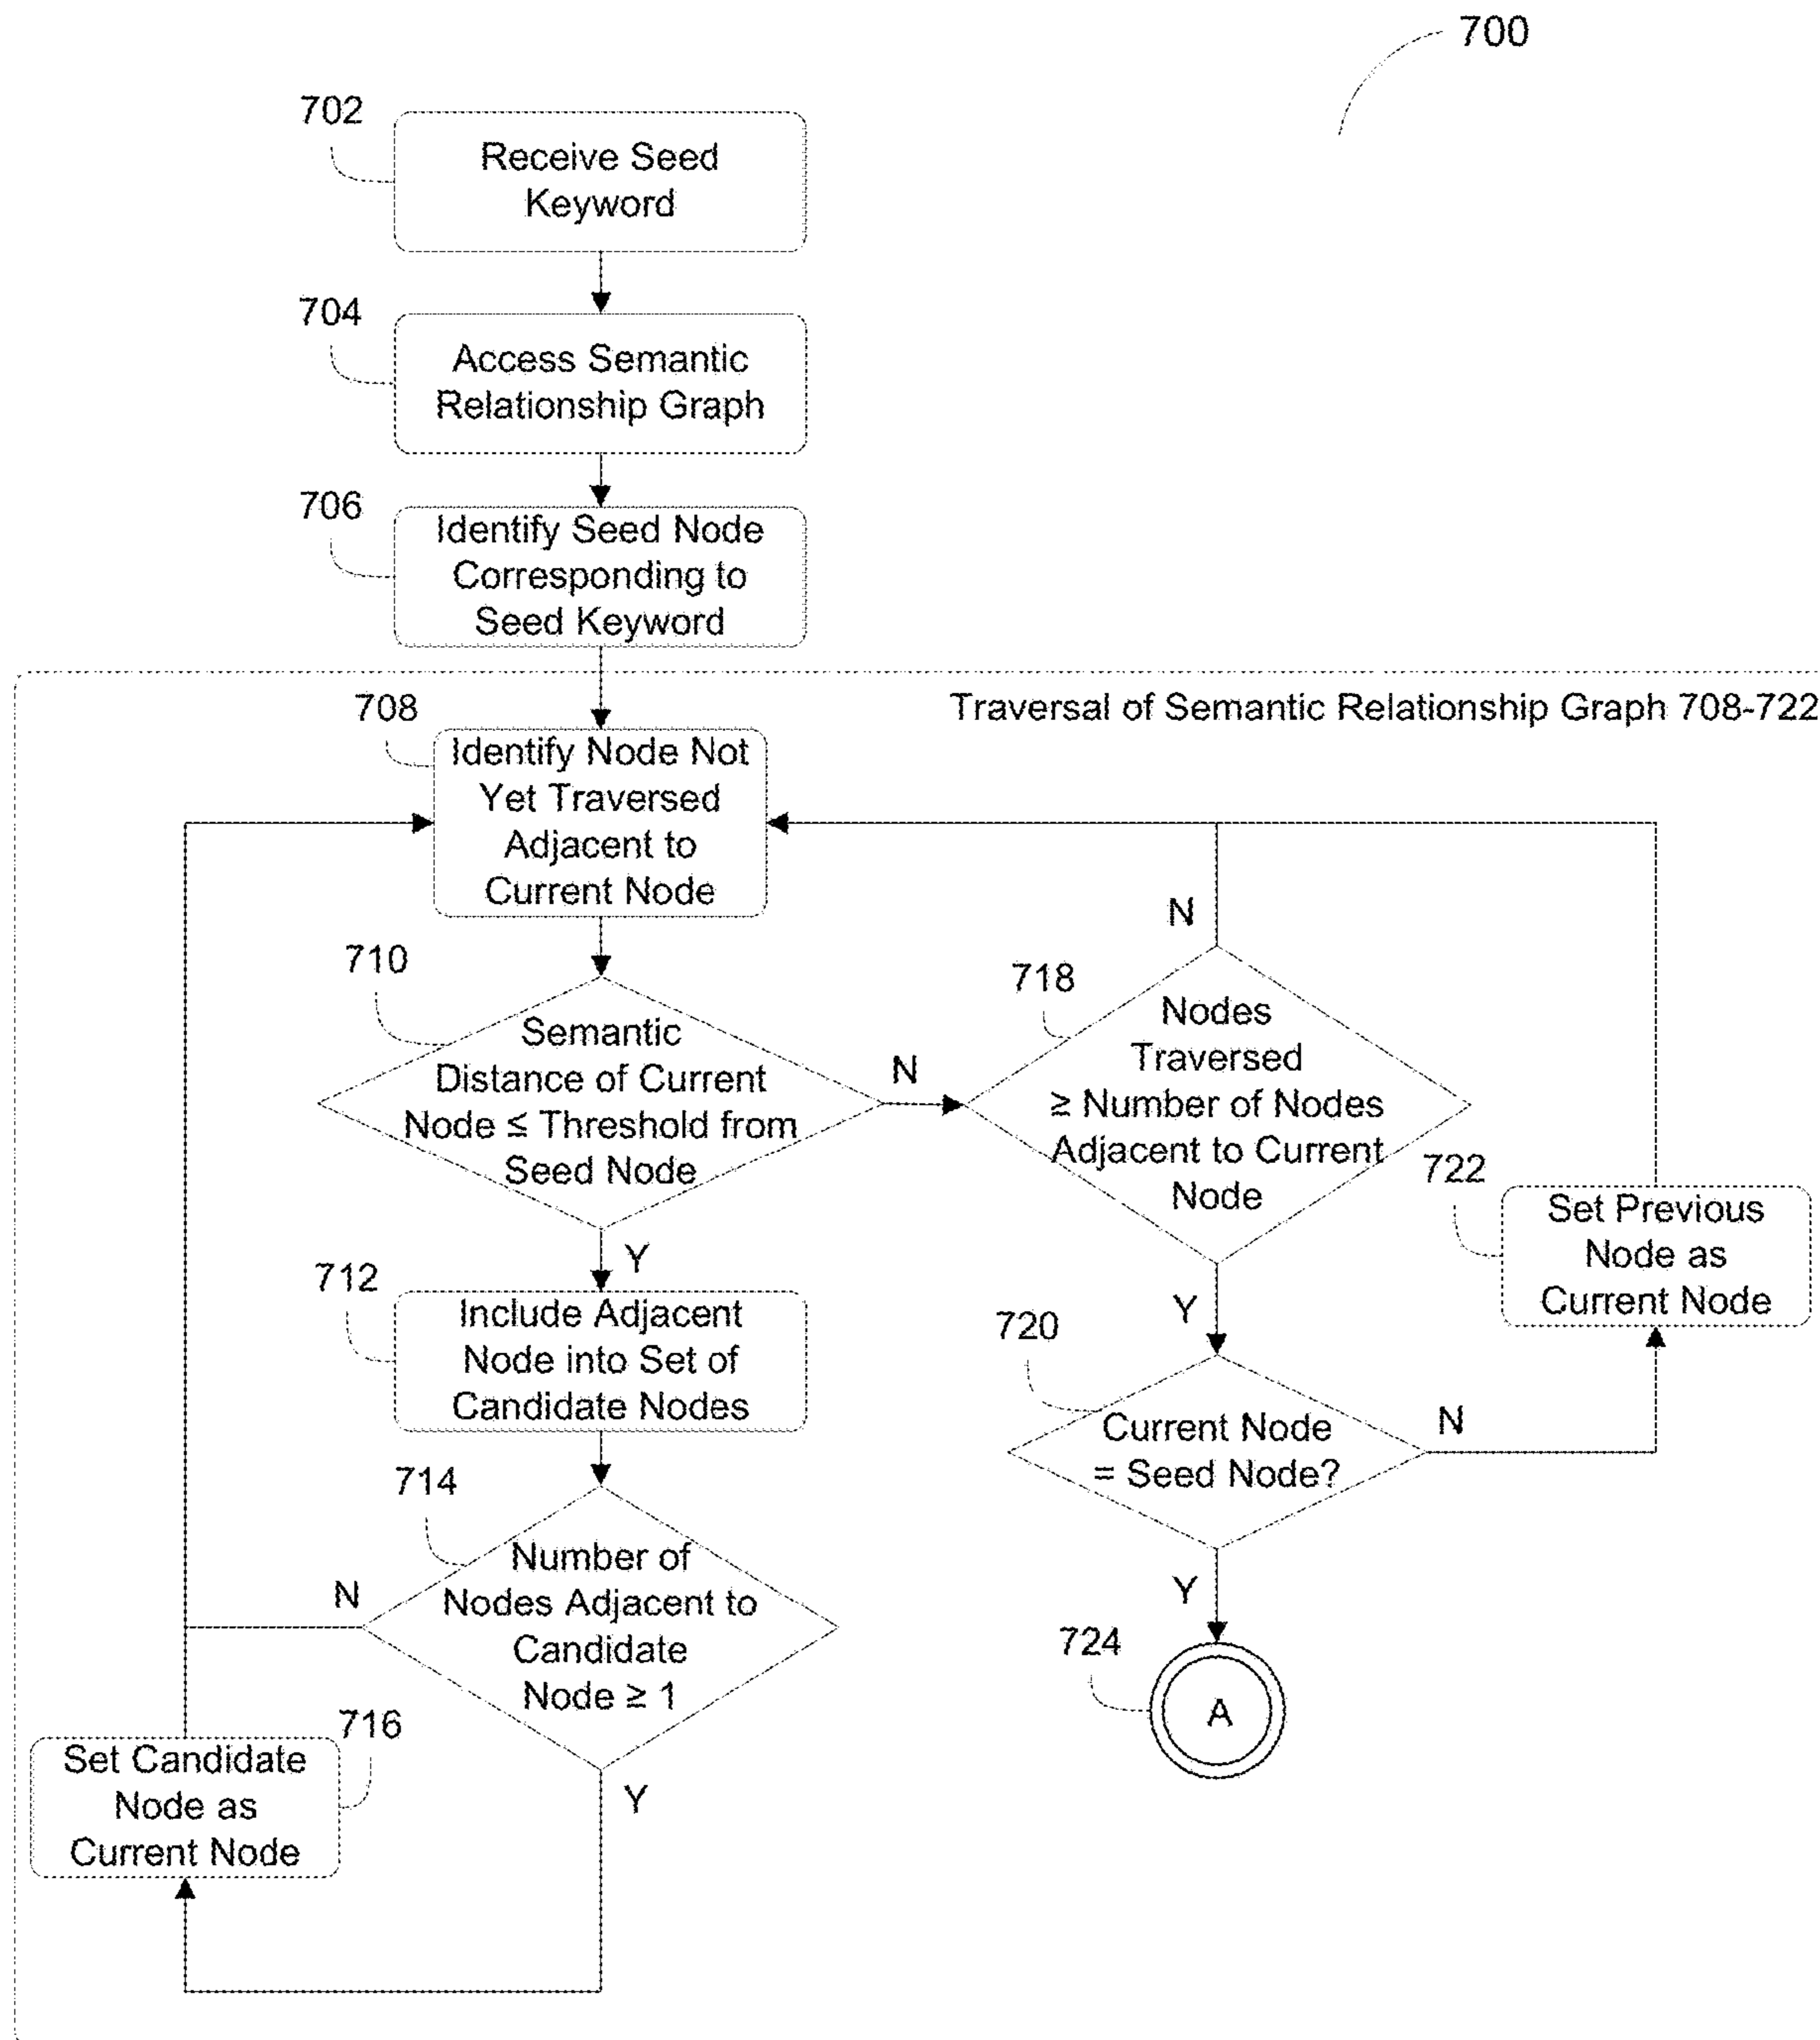 700
702
Receive Seed
Keyword
704
Access Semantic
Relationship Graph
706
Identify Seed Node
Corresponding to
Seed Keyword
Traversal of Semantic Relationship Graph 708-722
708
Identify Node Not
Yet Traversed
Adjacent to
Current Node
710
Semantic
Distance of Current
Node ≤ Threshold from
Seed Node
N
Y
712
Include Adjacent
Node into Set of
Candidate Nodes
714
Number of
Nodes Adjacent to
Candidate
Node ≥ 1
N
Y
716
Set Candidate
Node as
Current Node
718
Nodes
Traversed
≥ Number of Nodes
Adjacent to Current
Node
N
Y
720
Current Node
= Seed Node?
N
Y
722
Set Previous
Node as
Current Node
724
A